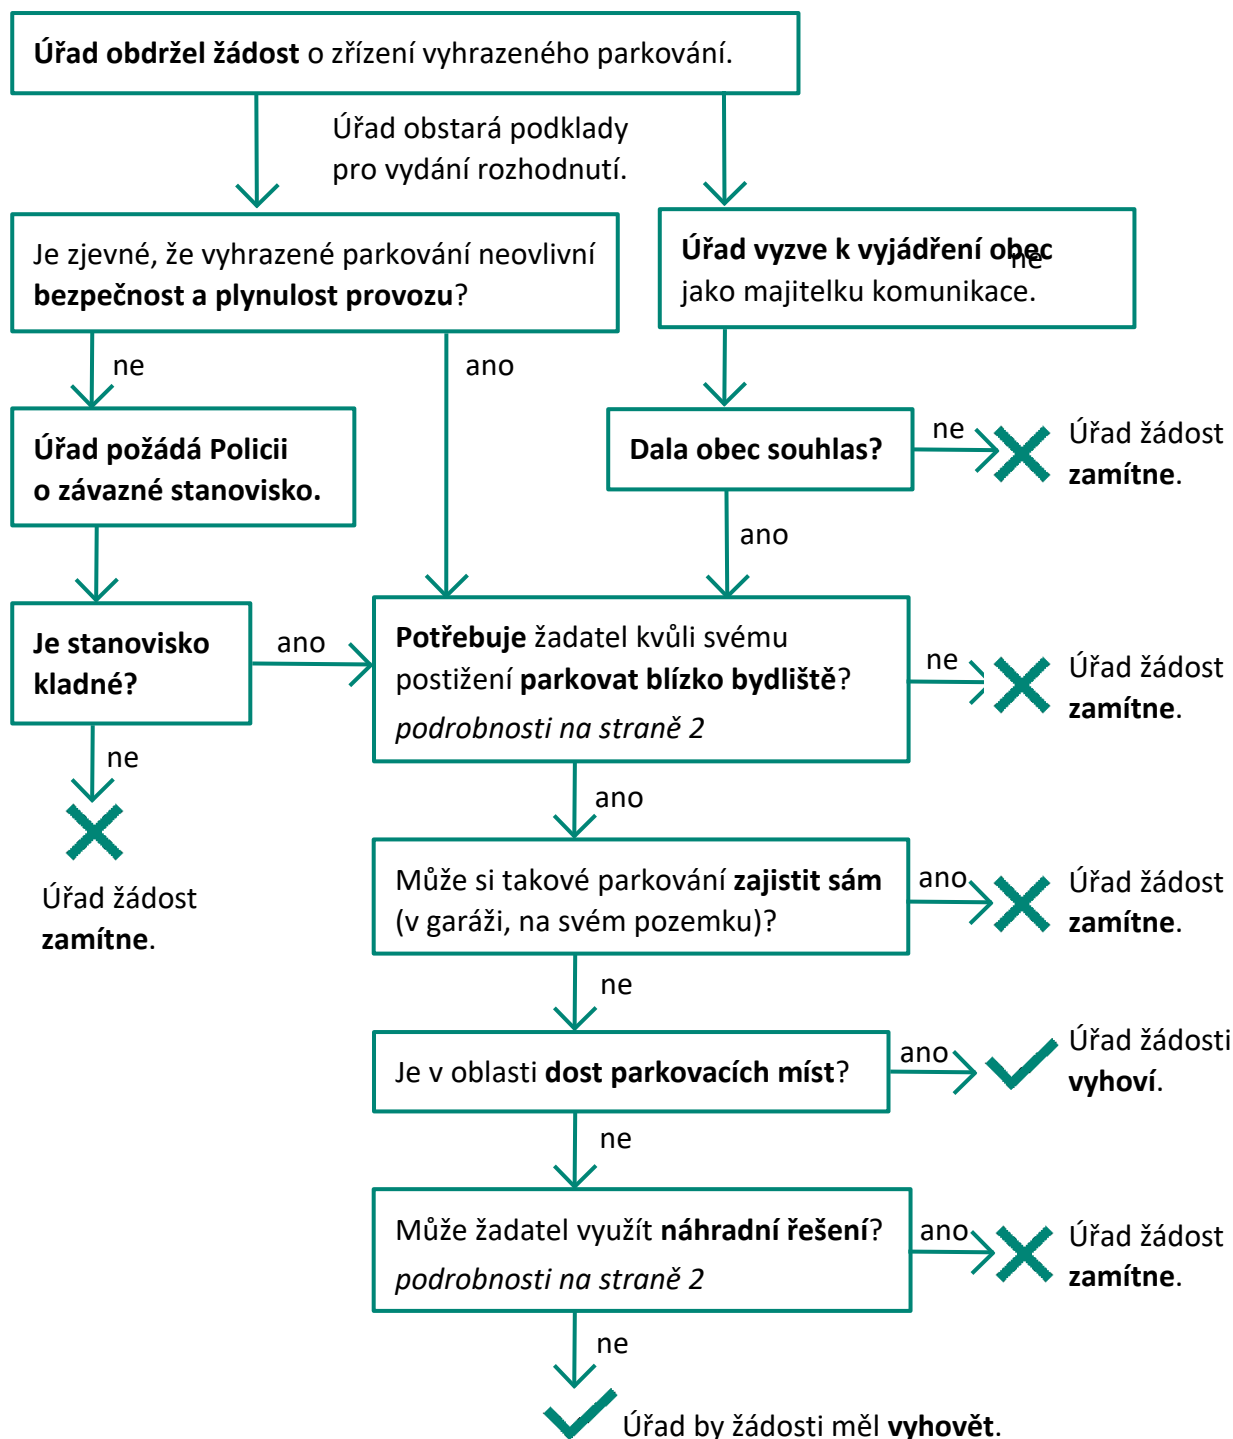 Úřad obdržel žádost o zřízení vyhrazeného parkování.
Úřad obstará podklady
pro vydání rozhodnutí.
Je zjevné, že vyhrazené parkování neovlivní
bezpečnost a plynulost provozu?
Úřad vyzve k vyjádření obec
ne
jako majitelku komunikace.
ne
ano
Úřad požádá Policii
o závazné stanovisko.
Dala obec souhlas?
ne
Úřad žádost
zamítne.
ano
Je stanovisko
kladné?
ano
Potřebuje žadatel kvůli svému
postižení parkovat blízko bydliště?
podrobnosti na straně 2
ne
Úřad žádost
zamítne.
ne
Úřad žádost
zamítne.
ano
Může si takové parkování zajistit sám
(v garáži, na svém pozemku)?
ano
Úřad žádost
zamítne.
ne
Je v oblasti dost parkovacích míst?
ano
Úřad žádosti
vyhoví.
ne
Může žadatel využít náhradní řešení?
podrobnosti na straně 2
ano
Úřad žádost
zamítne.
ne
Úřad by žádosti měl vyhovět.